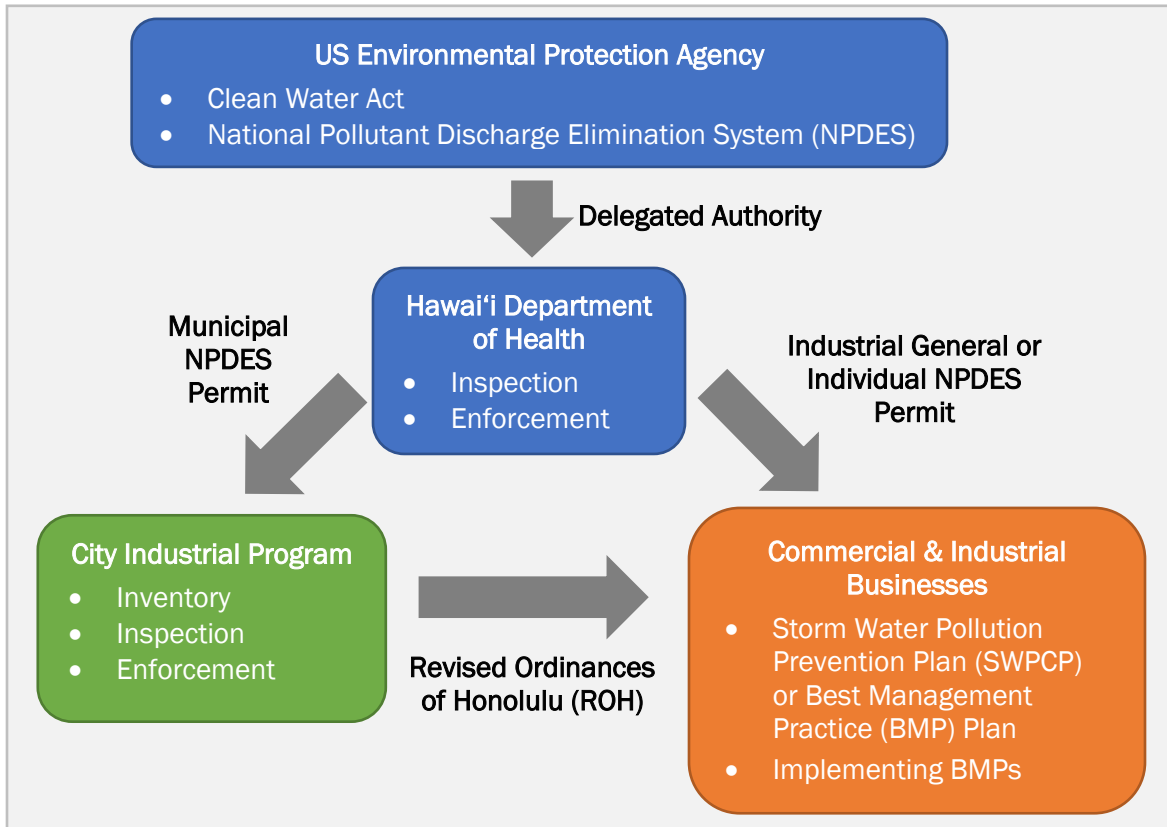 US Environmental Protection Agency
• Clean Water Act
• National Pollutant Discharge Elimination System (NPDES)
Delegated Authority
Hawai‘i Department
of Health
• Inspection
• Enforcement
Municipal
NPDES
Permit
Industrial General or
Individual NPDES
Permit
City Industrial Program
• Inventory
• Inspection
• Enforcement
Revised Ordinances
of Honolulu (ROH)
Commercial & Industrial
Businesses
• Storm Water Pollution
Prevention Plan (SWPCP)
or Best Management
Practice (BMP) Plan
• Implementing BMPs